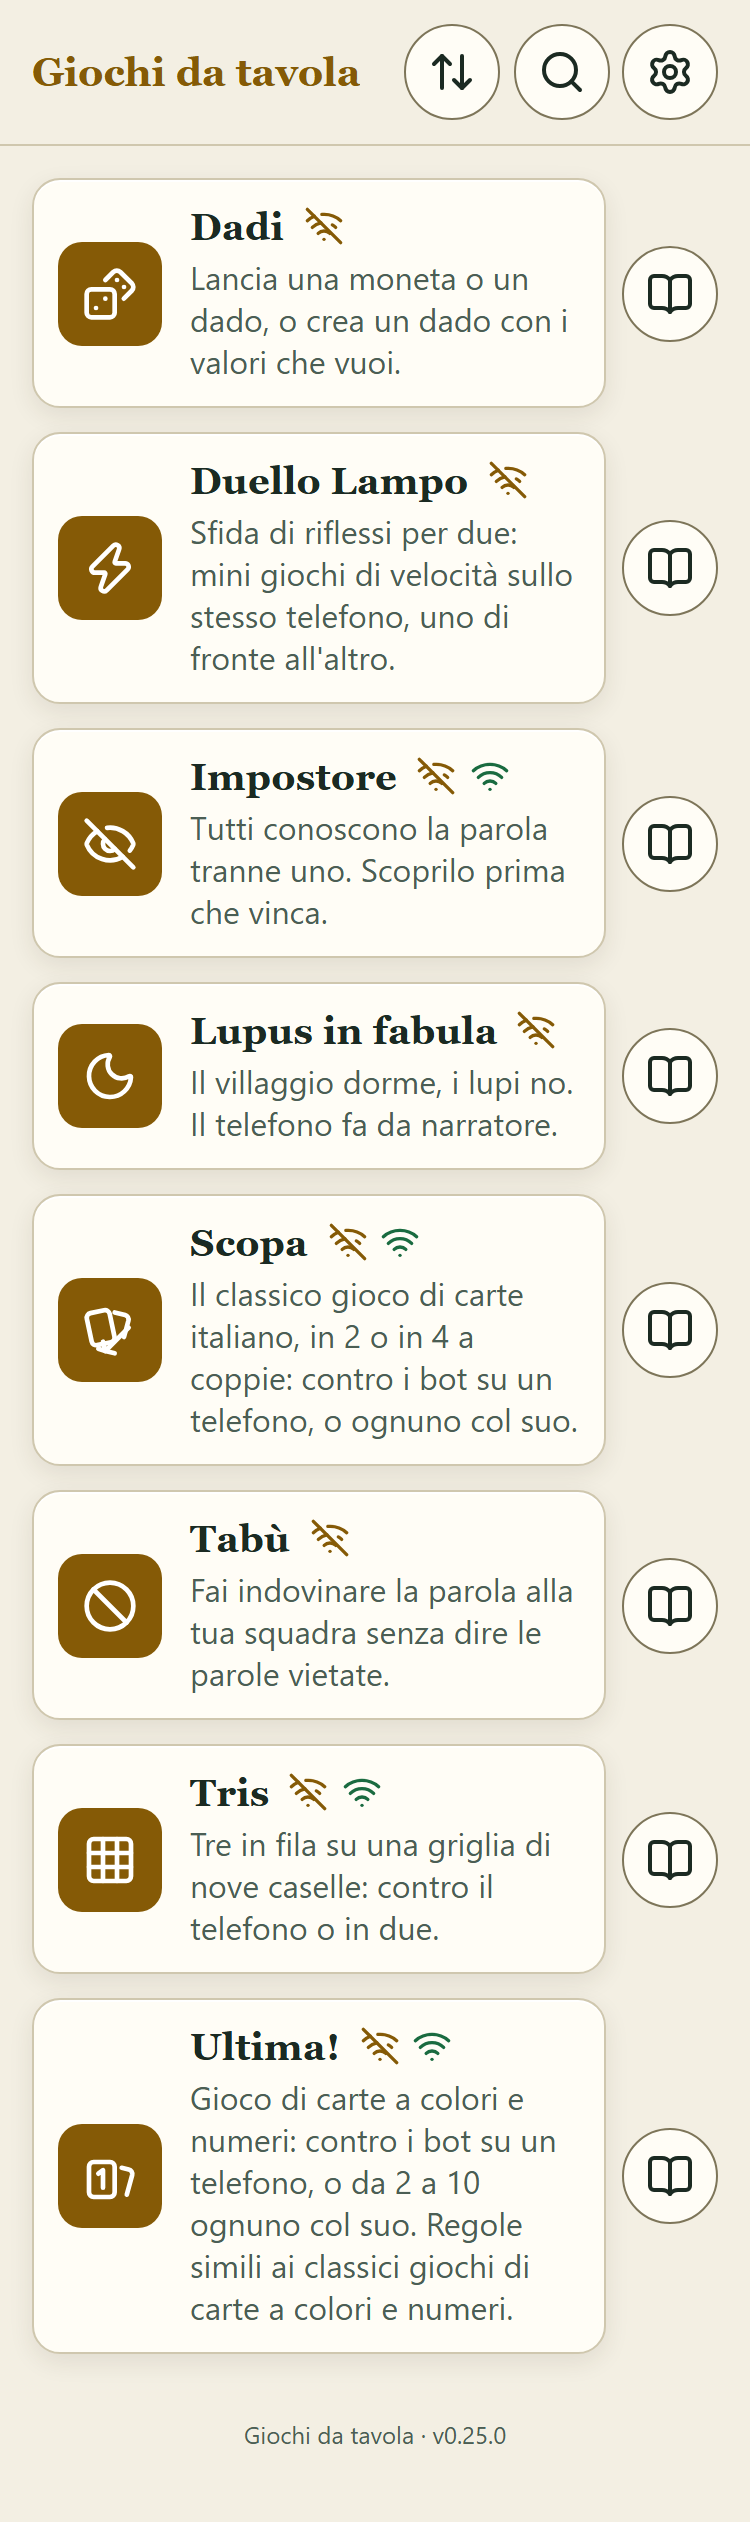 Giochi da tavola
Dadi
Lancia una moneta o un
dado, o crea un dado con i
valori che vuoi.
Duello Lampo
Sfida di riflessi per due:
mini giochi di velocità sullo
stesso telefono, uno di
fronte all'altro.
Impostore
Tutti conoscono la parola
tranne uno. Scoprilo prima
che vinca.
Lupus in fabula
Il villaggio dorme, i lupi no.
Il telefono fa da narratore.
Scopa
Il classico gioco di carte
italiano, in 2 o in 4 a
coppie: contro i bot su un
telefono, o ognuno col suo.
Tabù
Fai indovinare la parola alla
tua squadra senza dire le
parole vietate.
Tris
Tre in fila su una griglia di
nove caselle: contro il
telefono o in due.
Ultima!
1
Gioco di carte a colori e
numeri: contro i bot su un
telefono, o da 2 a 10
ognuno col suo. Regole
simili ai classici giochi di
carte a colori e numeri.
Giochi da tavola · v0.25.0